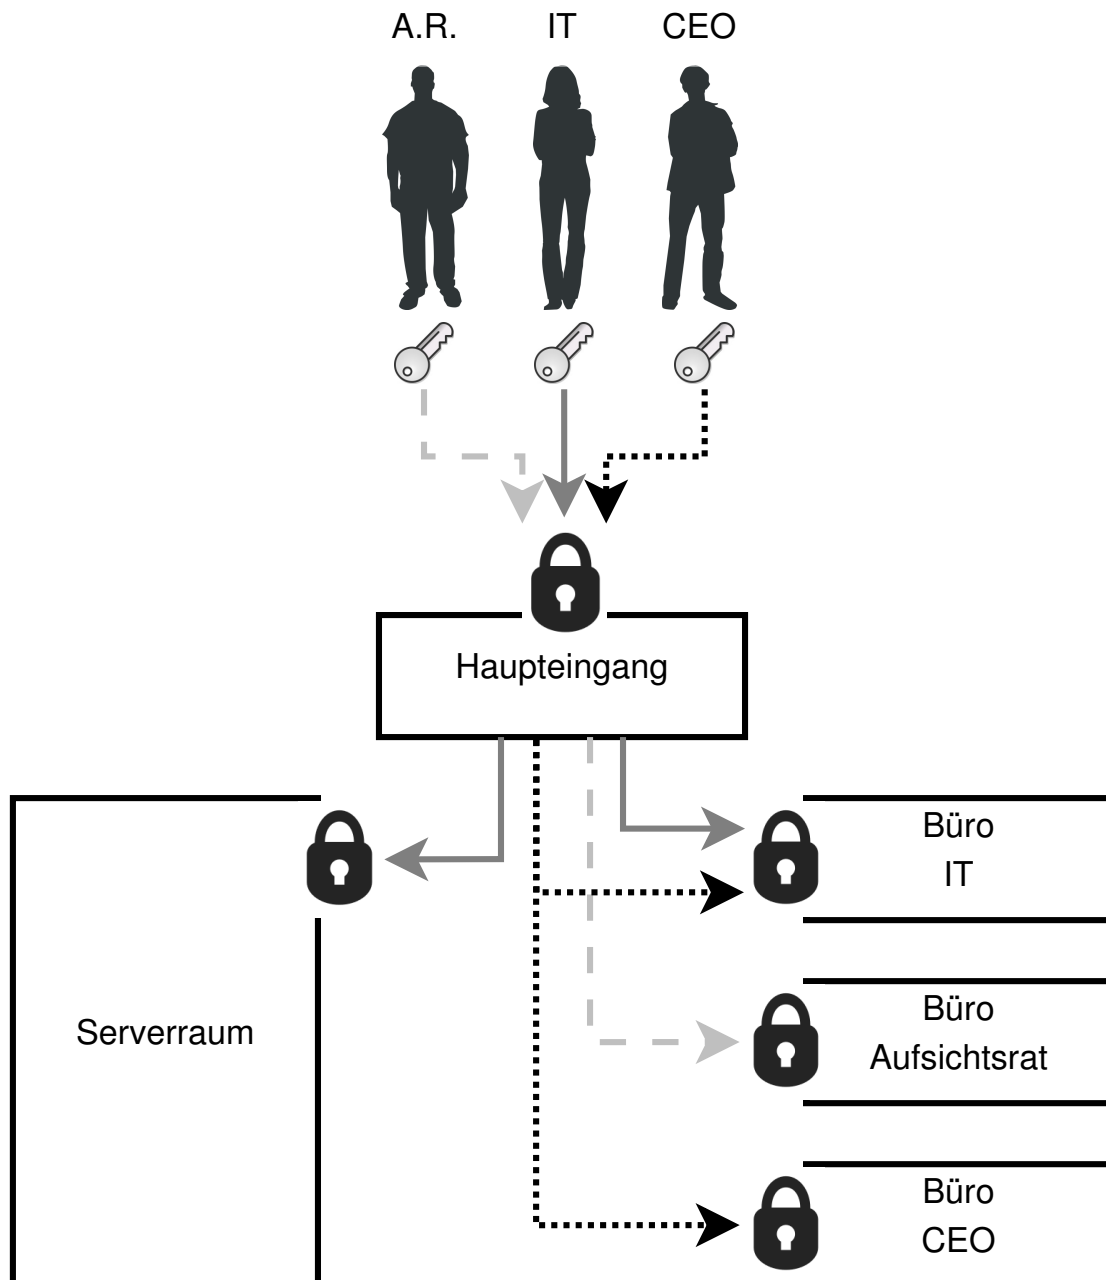 A.R. IT CEO
Haupteingang
Büro
IT
Serverraum
Büro
Aufsichtsrat
Büro
CEO